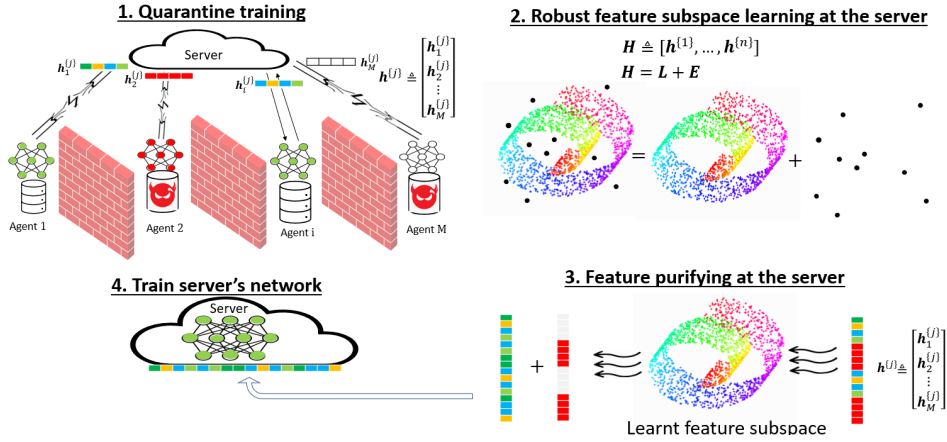 1. Quarantine training
Server
h_1^{j}
h_2^{j}
h_i^{j}
h_M^{j}
h^{j} ≜ [h_1^{j} h_2^{j} ⋮ h_M^{j}]
Agent 1
Agent 2
Agent i
Agent M
2. Robust feature subspace learning at the server
H ≜ [h^{1}, … , h^{n}]
H = L + E
=
+
3. Feature purifying at the server
+
h^{j} ≜ [h_1^{j} h_2^{j} ⋮ h_M^{j}]
Learnt feature subspace
4. Train server's network
Server